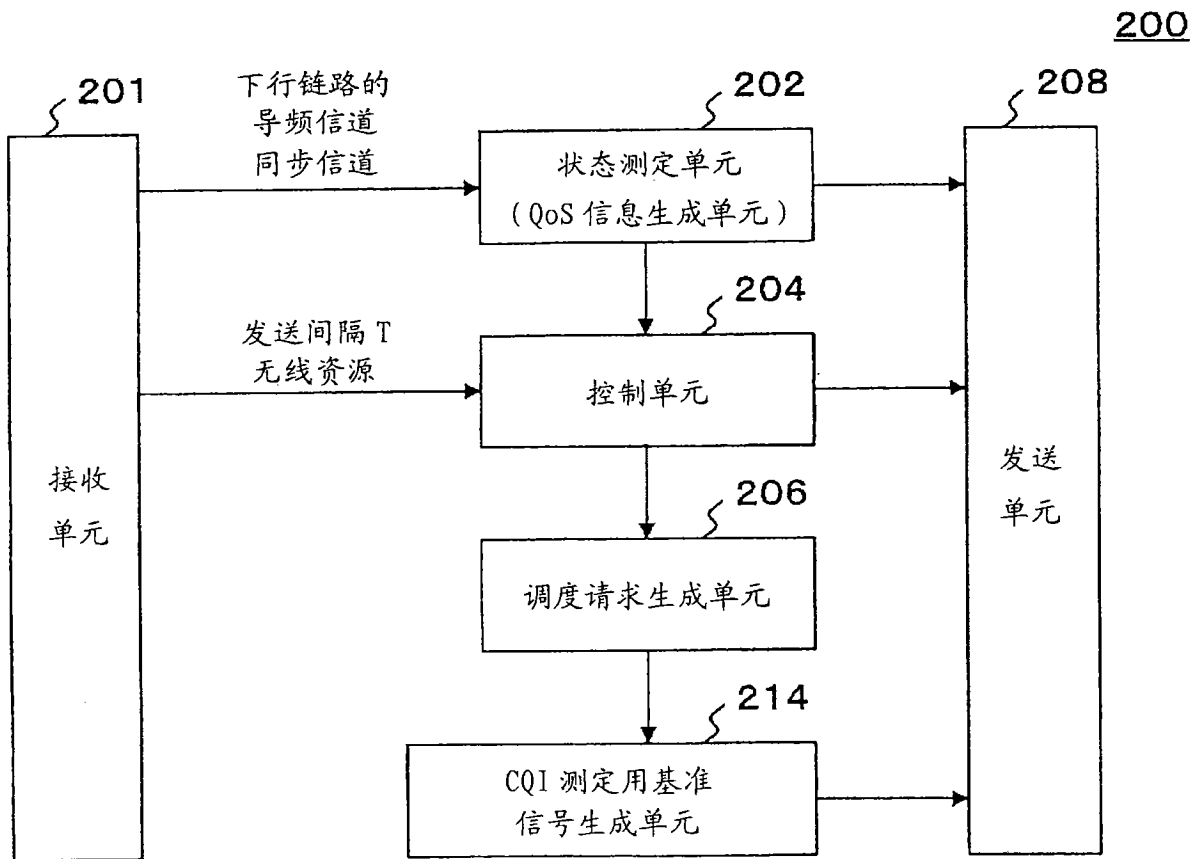 200
201
下行链路的
导频信道
同步信道
202
208
状态测定单元
(QoS 信息生成单元)
204
发送间隔 T
无线资源
控制单元
接收
单元
发送
单元
206
调度请求生成单元
214
CQI 测定用基准
信号生成单元